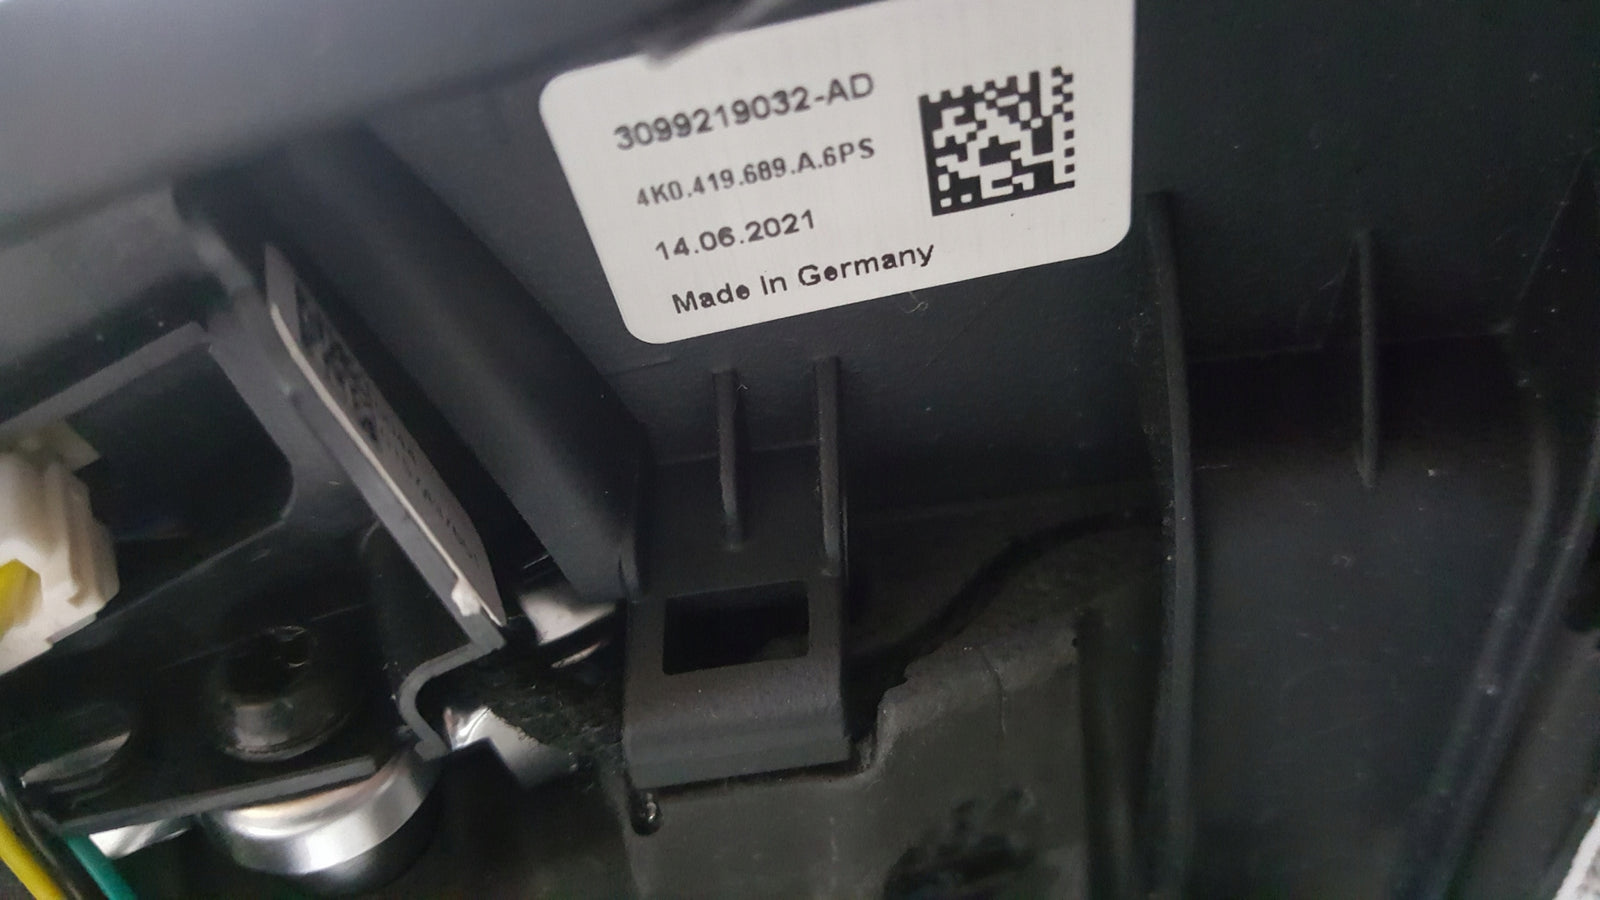 3099219032-AD
4K0.419.689.A.6PS
14.06.2021
Made in Germany